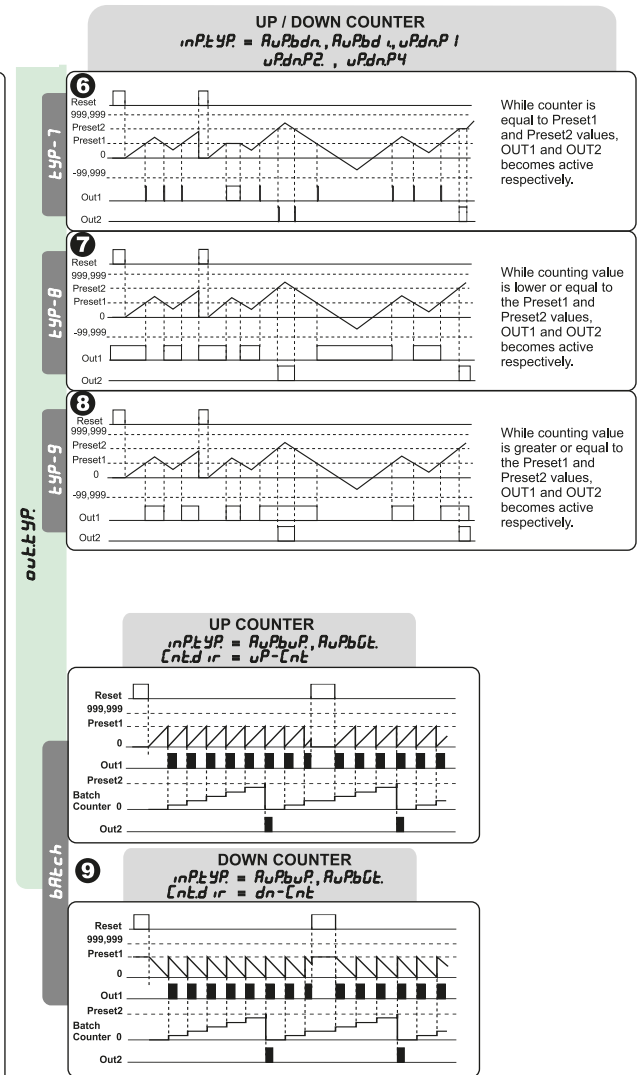 UP / DOWN COUNTER
inP.tYP. = AuP.bdn., AuP.bd i., uP.dn.P 1
uP.dn.P2. , uP.dn.P4
out.tYP.
tYP-7
6
Reset
999,999
Preset2
Preset1
0
-99,999
Out1
Out2
While counter is
equal to Preset1
and Preset2 values,
OUT1 and OUT2
becomes active
respectively.
tYP-8
7
Reset
999,999
Preset2
Preset1
0
-99,999
Out1
Out2
While counting value
is lower or equal to
the Preset1 and
Preset2 values,
OUT1 and OUT2
becomes active
respectively.
tYP-9
8
Reset
999,999
Preset2
Preset1
0
-99,999
Out1
Out2
While counting value
is greater or equal to
the Preset1 and
Preset2 values,
OUT1 and OUT2
becomes active
respectively.
UP COUNTER
inP.tYP. = AuP.buP., AuP.bGt.
Cnt.d ir = uP-Cnt
Reset
999,999
Preset1
0
Out1
Preset2
Batch
Counter 0
Out2
bAtch
9
DOWN COUNTER
inP.tYP. = AuP.buP., AuP.bGt.
Cnt.d ir = dn-Cnt
Reset
999,999
Preset1
0
Out1
Preset2
Batch
Counter 0
Out2